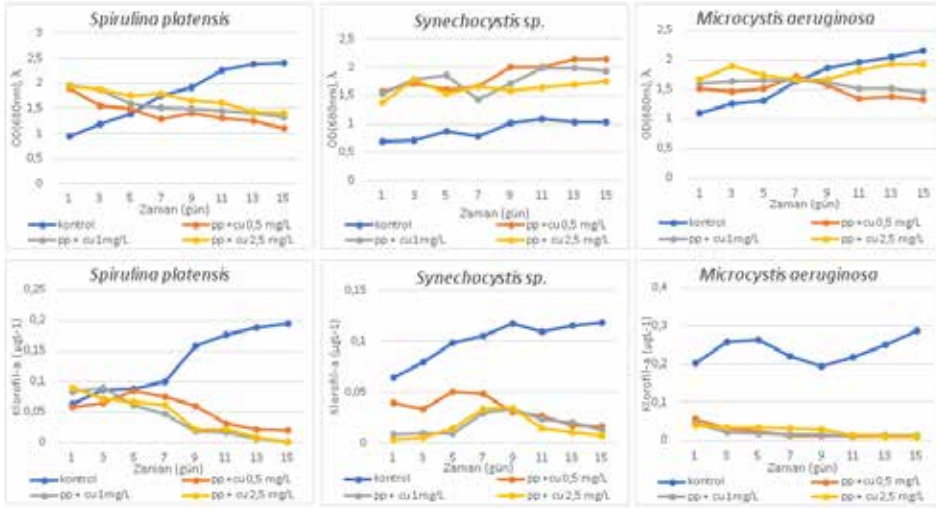 Spirulina platensis
OD(680nm), λ
3
2,5
2
1,5
1
0,5
0
1 3 5 7 9 11 13 15
Zaman (gün)
kontrol
pp +cu 0,5 mg/L
pp + cu 1mg/L
pp + cu 2,5 mg/L
Synechocystis sp.
OD(680nm), λ
2,5
2
1,5
1
0,5
0
1 3 5 7 9 11 13 15
Zaman (gün)
kontrol
pp +cu 0,5 mg/L
pp + cu 1mg/L
pp + cu 2,5 mg/L
Microcystis aeruginosa
OD(680nm), λ
2,5
2
1,5
1
0,5
0
1 3 5 7 9 11 13 15
Zaman (gün)
kontrol
pp +cu 0,5 mg/L
pp + cu 1mg/L
pp + cu 2,5 mg/L
Spirulina platensis
Klorofil-a (µgL-1)
0,25
0,2
0,15
0,1
0,05
0
1 3 5 7 9 11 13 15
Zaman (gün)
kontrol
pp +cu 0,5 mg/L
pp + cu 1mg/L
pp + cu 2,5 mg/L
Synechocystis sp.
Klorofil-a (µgL-1)
0,15
0,1
0,05
0
1 3 5 7 9 11 13 15
Zaman (gün)
kontrol
pp +cu 0,5 mg/L
pp + cu 1mg/L
pp + cu 2,5 mg/L
Microcystis aeruginosa
Klorofil-a (µgL-1)
0,4
0,3
0,2
0,1
0
1 3 5 7 9 11 13 15
Zaman (gün)
kontrol
pp +cu 0,5 mg/L
pp + cu 1mg/L
pp + cu 2,5 mg/L